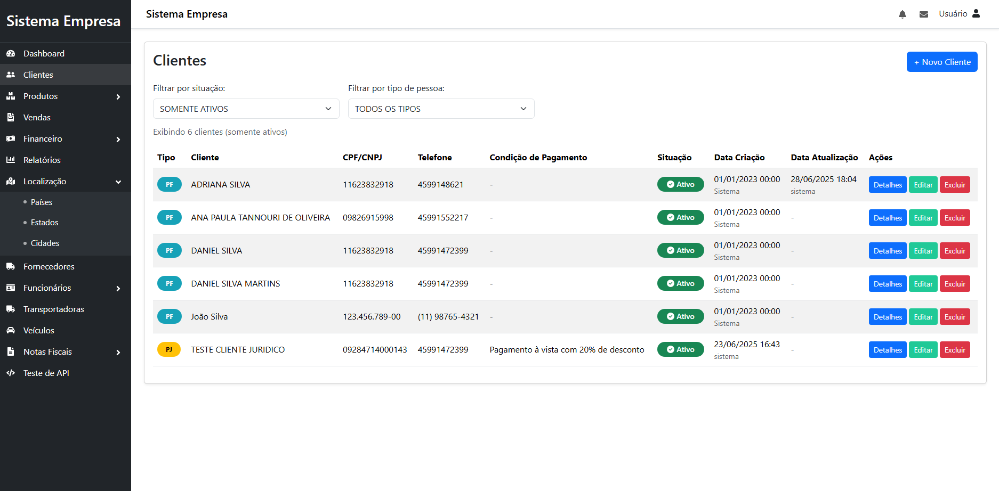 Sistema Empresa
Dashboard
Clientes
Produtos
Vendas
Financeiro
Relatórios
Localização
Países
Estados
Cidades
Fornecedores
Funcionários
Transportadoras
Veículos
Notas Fiscais
Teste de API
Sistema Empresa
Usuário
Clientes
+ Novo Cliente
Filtrar por situação: Filtrar por tipo de pessoa:
SOMENTE ATIVOS TODOS OS TIPOS
Exibindo 6 clientes (somente ativos)
Tipo Cliente CPF/CNPJ Telefone Condição de Pagamento Situação Data Criação Data Atualização Ações
PF ADRIANA SILVA 11623832918 4599148621 - Ativo 01/01/2023 00:00 28/06/2025 18:04 Detalhes Editar Excluir
Sistema sistema
PF ANA PAULA TANNOURI DE OLIVEIRA 09826915998 45991552217 - Ativo 01/01/2023 00:00 - Detalhes Editar Excluir
Sistema
PF DANIEL SILVA 11623832918 45991472399 - Ativo 01/01/2023 00:00 - Detalhes Editar Excluir
Sistema
PF DANIEL SILVA MARTINS 11623832918 45991472399 - Ativo 01/01/2023 00:00 - Detalhes Editar Excluir
Sistema
PF João Silva 123.456.789-00 (11) 98765-4321 - Ativo 01/01/2023 00:00 - Detalhes Editar Excluir
Sistema
PJ TESTE CLIENTE JURIDICO 09284714000143 45991472399 Pagamento à vista com 20% de desconto Ativo 23/06/2025 16:43 - Detalhes Editar Excluir
sistema